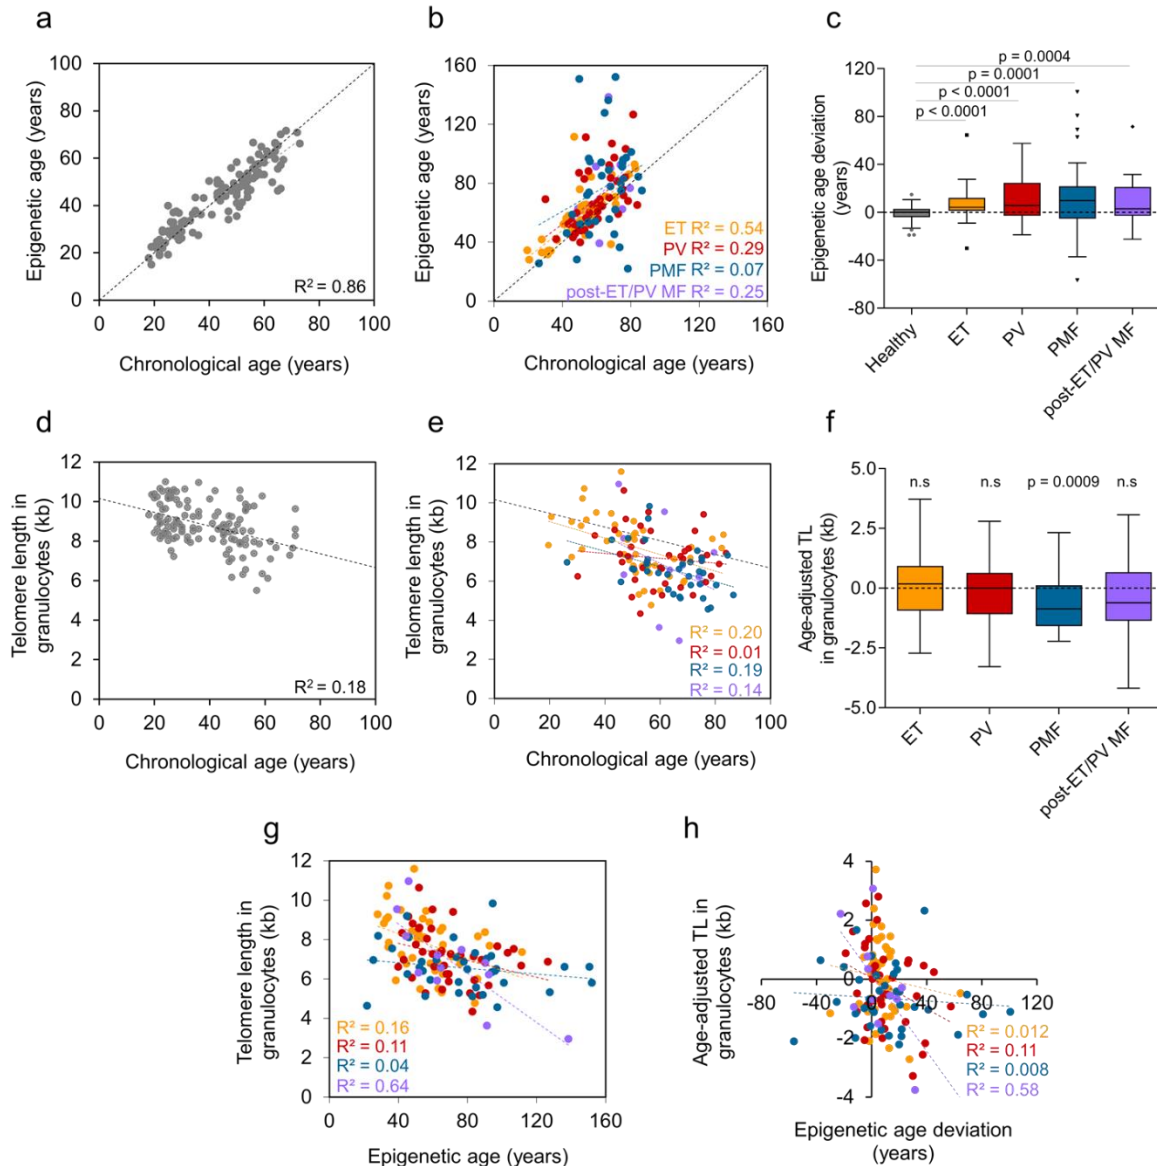 a
Epigenetic age (years)
100
80
60
40
20
0
R² = 0.86
0 20 40 60 80 100
Chronological age (years)
b
Epigenetic age (years)
160
120
80
40
0
ET R² = 0.54
PV R² = 0.29
PMF R² = 0.07
post-ET/PV MF R² = 0.25
0 40 80 120 160
Chronological age (years)
c
Epigenetic age deviation
(years)
120
80
40
0
-40
-80
p = 0.0004
p = 0.0001
p < 0.0001
p < 0.0001
Healthy
ET
PV
PMF
post-ET/PV MF
d
Telomere length in
granulocytes (kb)
12
10
8
6
4
2
0
R² = 0.18
0 20 40 60 80 100
Chronological age (years)
e
Telomere length in
granulocytes (kb)
12
10
8
6
4
2
0
R² = 0.20
R² = 0.01
R² = 0.19
R² = 0.14
0 20 40 60 80 100
Chronological age (years)
f
Age-adjusted TL
in granulocytes (kb)
5.0
2.5
0.0
-2.5
-5.0
n.s n.s p = 0.0009 n.s
ET
PV
PMF
post-ET/PV MF
g
Telomere length in
granulocytes (kb)
12
10
8
6
4
2
0
R² = 0.16
R² = 0.11
R² = 0.04
R² = 0.64
0 40 80 120 160
Epigenetic age (years)
h
Age-adjusted TL in
granulocytes (kb)
4
2
0
-2
-4
-80 -40 0 40 80 120
R² = 0.012
R² = 0.11
R² = 0.008
R² = 0.58
Epigenetic age deviation
(years)